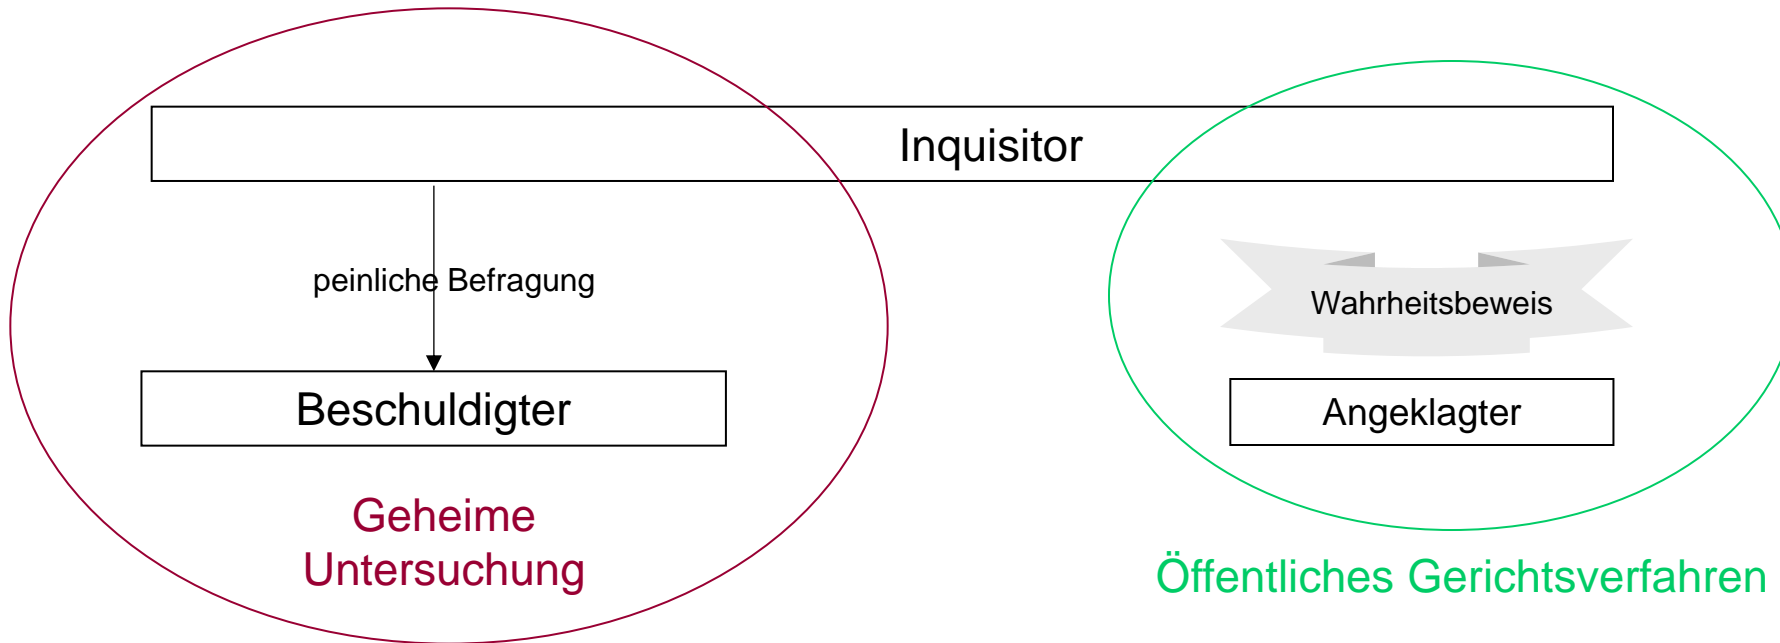 Inquisitor
peinliche Befragung
Wahrheitsbeweis
Beschuldigter
Angeklagter
Geheime
Untersuchung
Öffentliches Gerichtsverfahren